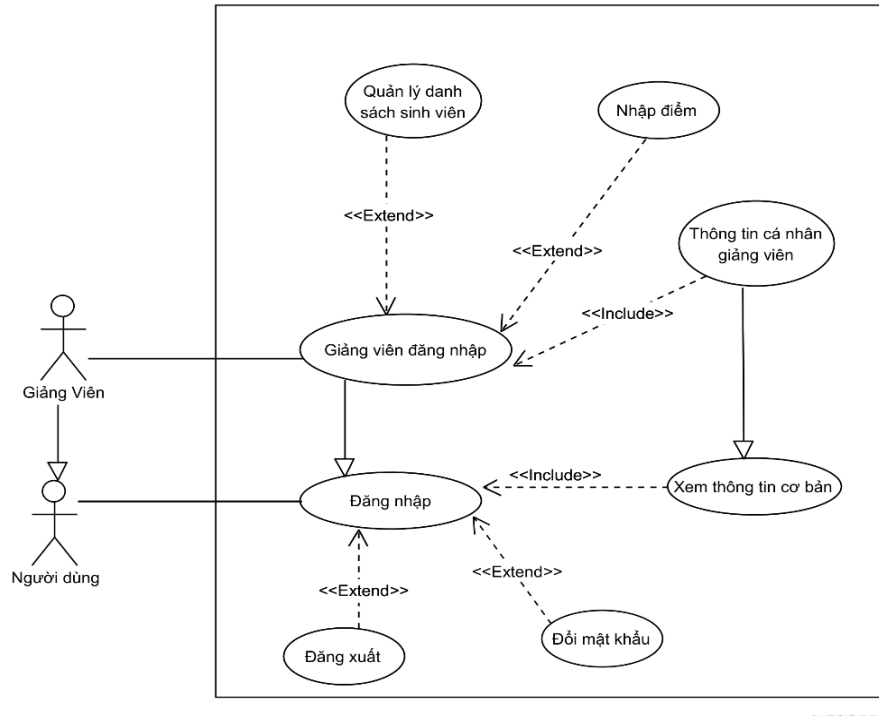 Quản lý danh
sách sinh viên
Nhập điểm
<<Extend>>
<<Extend>>
Thông tin cá nhân
giảng viên
<<Include>>
Giảng viên đăng nhập
Giảng Viên
<<Include>>
Xem thông tin cơ bản
Đăng nhập
Người dùng
<<Extend>>
<<Extend>>
Đăng xuất
Đổi mật khẩu